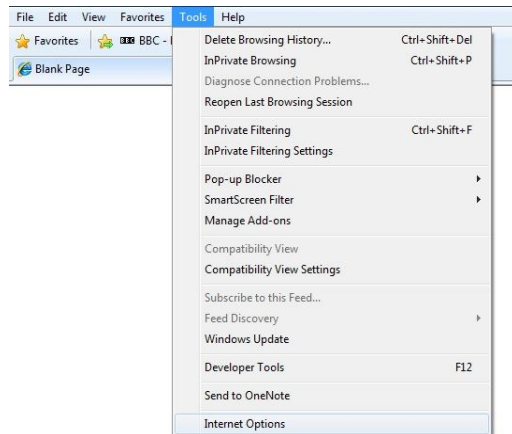 File Edit View Favorites Tools Help
Favorites BBC -
Blank Page
Delete Browsing History... Ctrl+Shift+Del
InPrivate Browsing Ctrl+Shift+P
Diagnose Connection Problems...
Reopen Last Browsing Session
InPrivate Filtering Ctrl+Shift+F
InPrivate Filtering Settings
Pop-up Blocker
SmartScreen Filter
Manage Add-ons
Compatibility View
Compatibility View Settings
Subscribe to this Feed...
Feed Discovery
Windows Update
Developer Tools F12
Send to OneNote
Internet Options